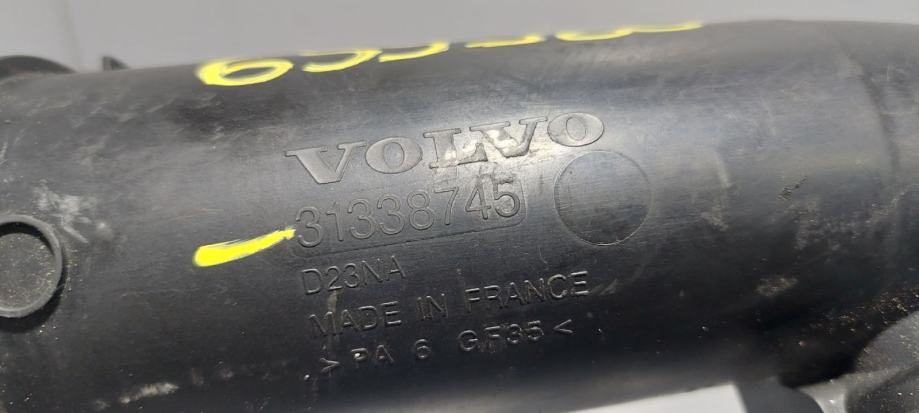 VOLVO
31338745
D23NA
MADE IN FRANCE
>PA 6 GF35<